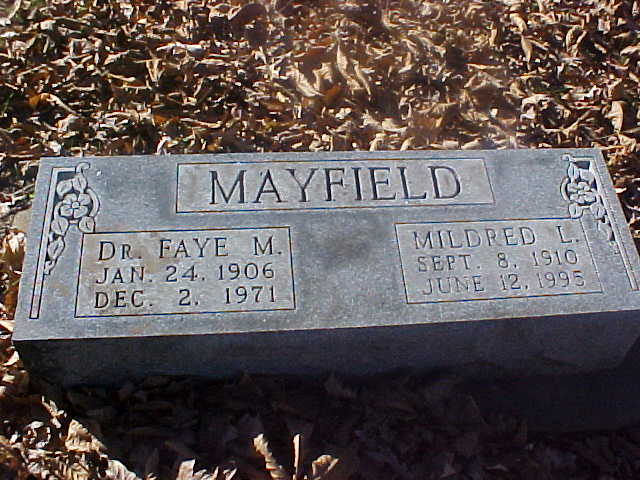 MAYFIELD
DR. FAYE M.
JAN. 24, 1906
DEC. 2, 1971
MILDRED L.
SEPT. 8, 1910
JUNE 12, 1995